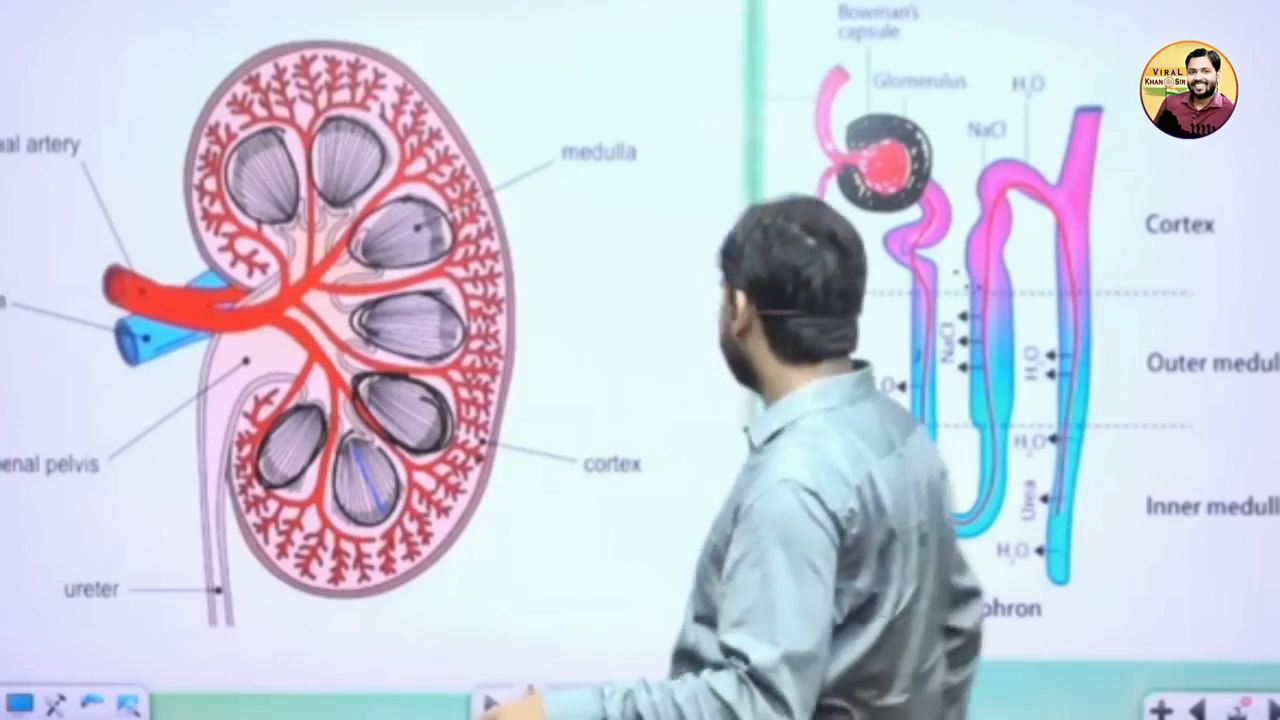 al artery
medulla
enal pelvis
cortex
ureter
Bowman's
capsule
Glomerulus
H₂O
NaCl
Cortex
NaCl
H₂O
O
Outer medul
H₂O
Urea
Inner medull
H₂O
phron
VIRAL
KHAN SIR